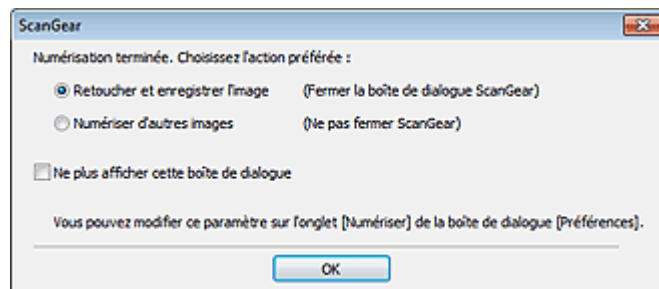 ScanGear
Numérisation terminée. Choisissez l'action préférée :
Retoucher et enregistrer l'image (Fermer la boîte de dialogue ScanGear)
Numériser d'autres images (Ne pas fermer ScanGear)
Ne plus afficher cette boîte de dialogue
Vous pouvez modifier ce paramètre sur l'onglet [Numériser] de la boîte de dialogue [Préférences].
OK